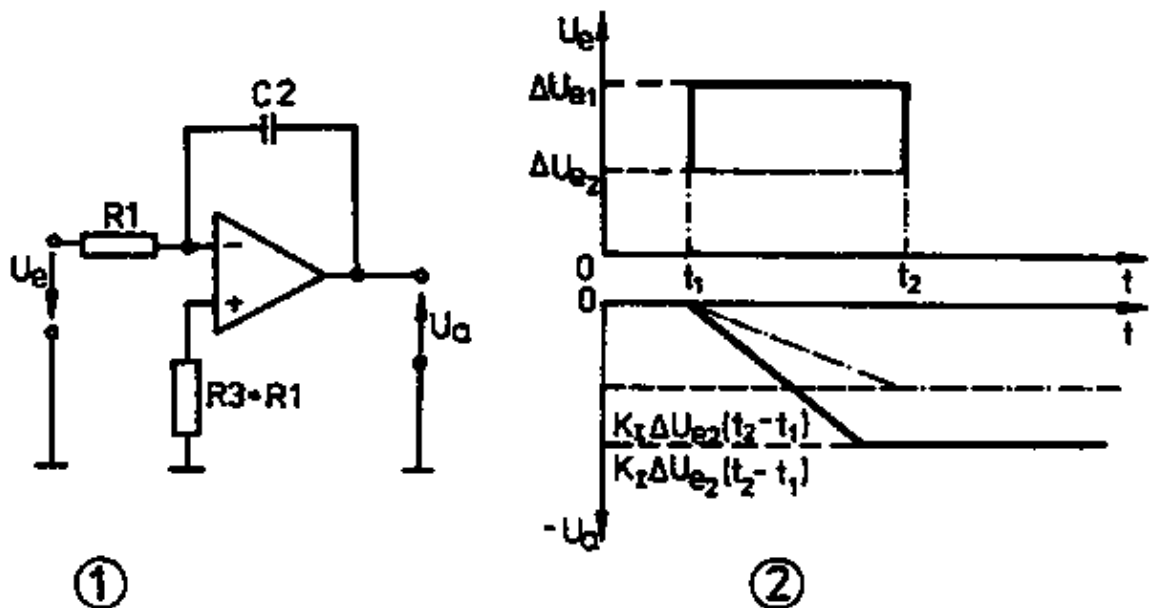 C2
R1
Ue
−
+
Ua
R3=R1
①
Ue
ΔUe1
ΔUe2
0
t1
t2
t
0
t
KIΔUe2(t2-t1)
KIΔUe2(t2-t1)
-Ua
②